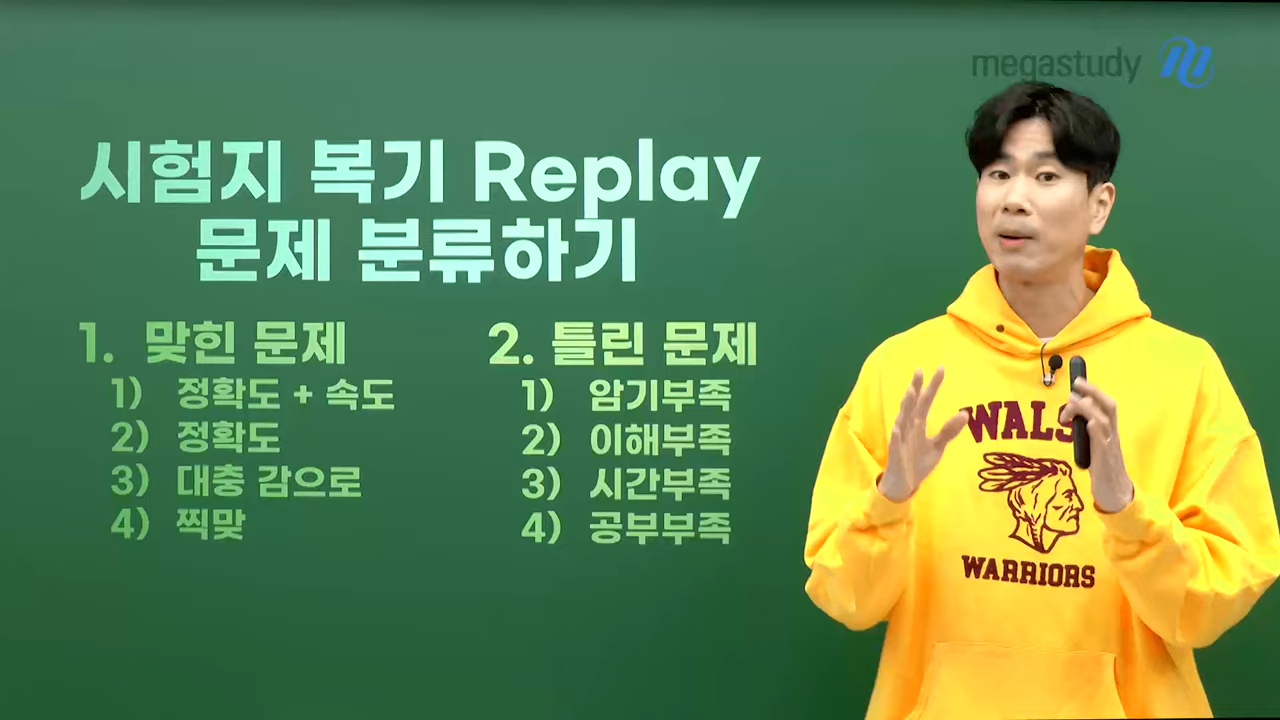 megastudy
시험지 복기 Replay
문제 분류하기
1. 맞힌 문제
1) 정확도 + 속도
2) 정확도
3) 대충 감으로
4) 찍맞
2. 틀린 문제
1) 암기부족
2) 이해부족
3) 시간부족
4) 공부부족
WALS
WARRIORS